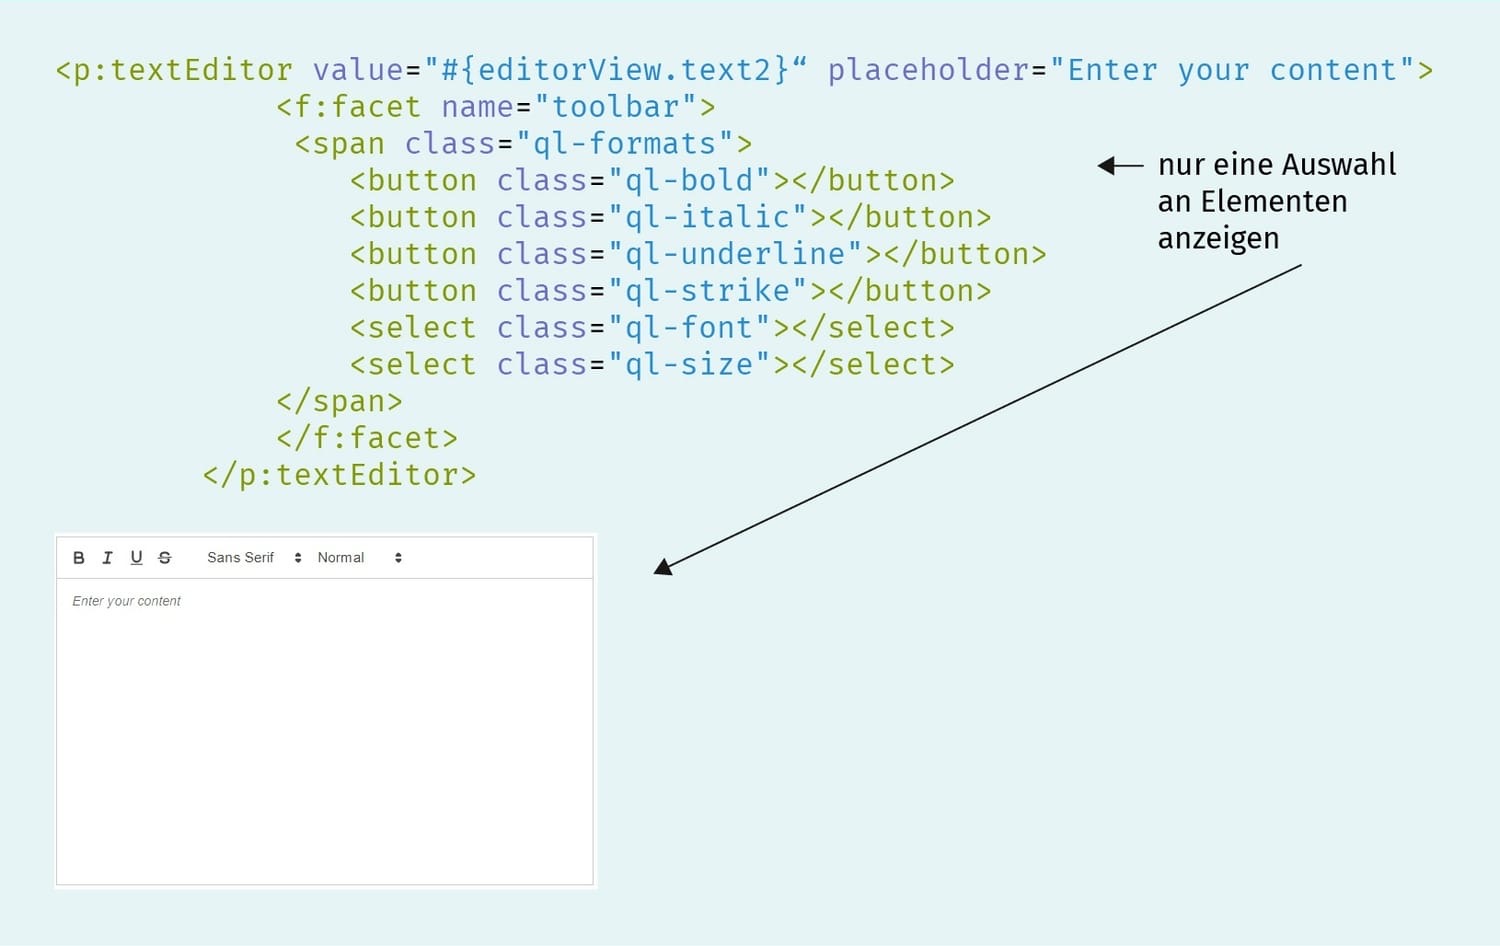 <p:textEditor value="#{editorView.text2}“ placeholder="Enter your content">
<f:facet name="toolbar">
<span class="ql-formats">
<button class="ql-bold"></button>
<button class="ql-italic"></button>
<button class="ql-underline"></button>
<button class="ql-strike"></button>
<select class="ql-font"></select>
<select class="ql-size"></select>
</span>
</f:facet>
</p:textEditor>
nur eine Auswahl
an Elementen
anzeigen
B I U S Sans Serif Normal
Enter your content